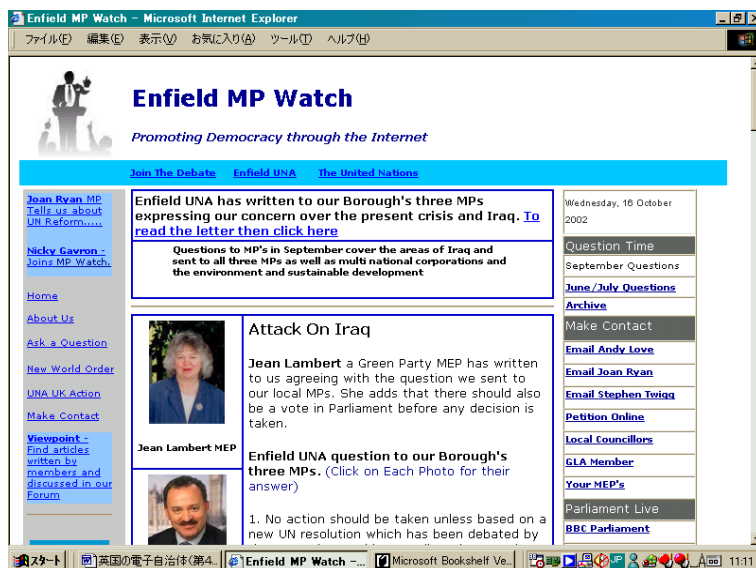 Enfield MP Watch - Microsoft Internet Explorer
ファイル(F) 編集(E) 表示(V) お気に入り(A) ツール(T) ヘルプ(H)
Enfield MP Watch
Promoting Democracy through the Internet
Join The Debate Enfield UNA The United Nations
Joan Ryan MP
Tells us about
UN Reform.....
Nicky Gavron -
Joins MP Watch.
Home
About Us
Ask a Question
New World Order
UNA UK Action
Make Contact
Viewpoint -
Find articles
written by
members and
discussed in our
Forum
Enfield UNA has written to our Borough's three MPs
expressing our concern over the present crisis and Iraq. To
read the letter then click here
Questions to MP's in September cover the areas of Iraq and
sent to all three MPs as well as multi national corporations and
the environment and sustainable development
Jean Lambert MEP
Attack On Iraq
Jean Lambert a Green Party MEP has written
to us agreeing with the question we sent to
our local MPs. She adds that there should also
be a vote in Parliament before any decision is
taken.
Enfield UNA question to our Borough's
three MPs. (Click on Each Photo for their
answer)
1. No action should be taken unless based on a
new UN resolution which has been debated by
Wednesday, 16 October
2002
Question Time
September Questions
June/July Questions
Archive
Make Contact
Email Andy Love
Email Joan Ryan
Email Stephen Twigg
Petition Online
Local Councillors
GLA Member
Your MEP's
Parliament Live
BBC Parliament
スタート 英国の電子自治体(第4... Enfield MP Watch -... Microsoft Bookshelf Ve... 11:11